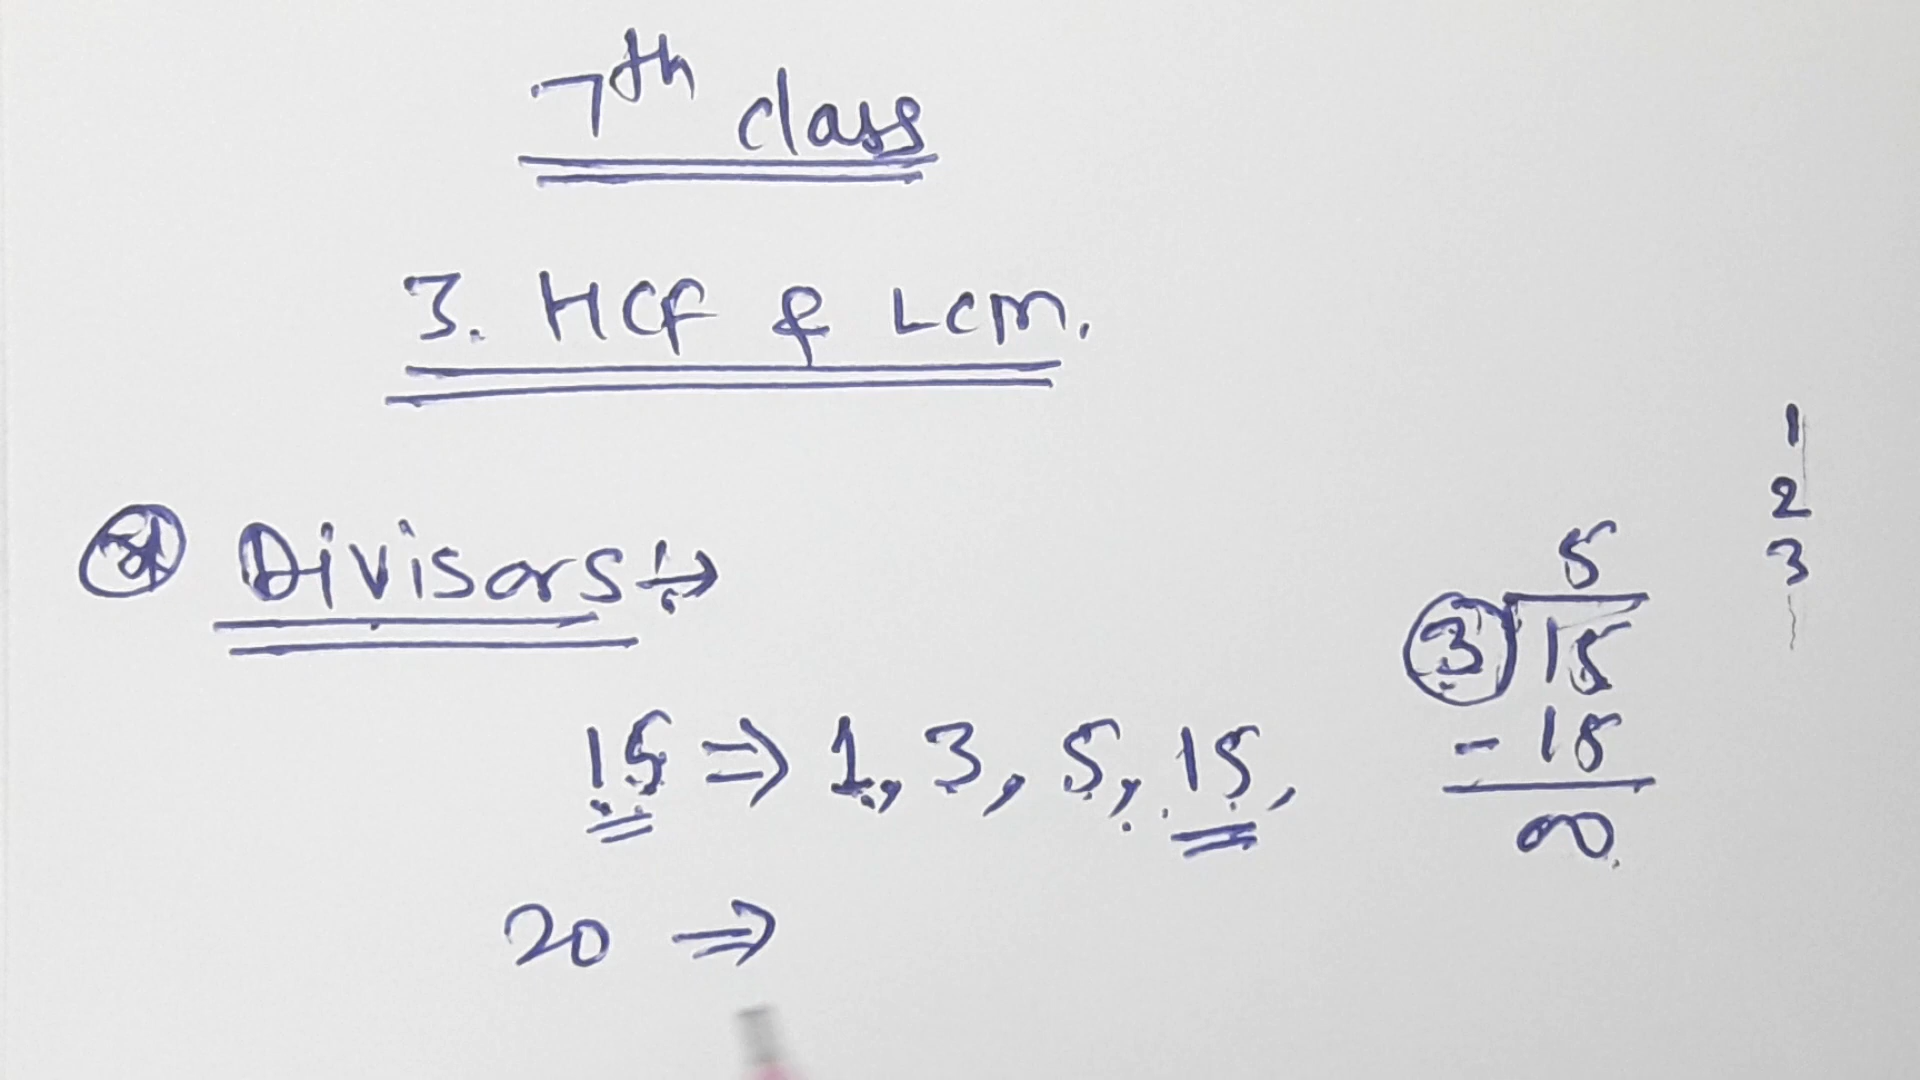 7th class
3. HCF & LCM.
Divisors :→
15 ⇒ 1, 3, 5, 15,
20 ⇒
5
3) 15
- 15
00
1
2
3